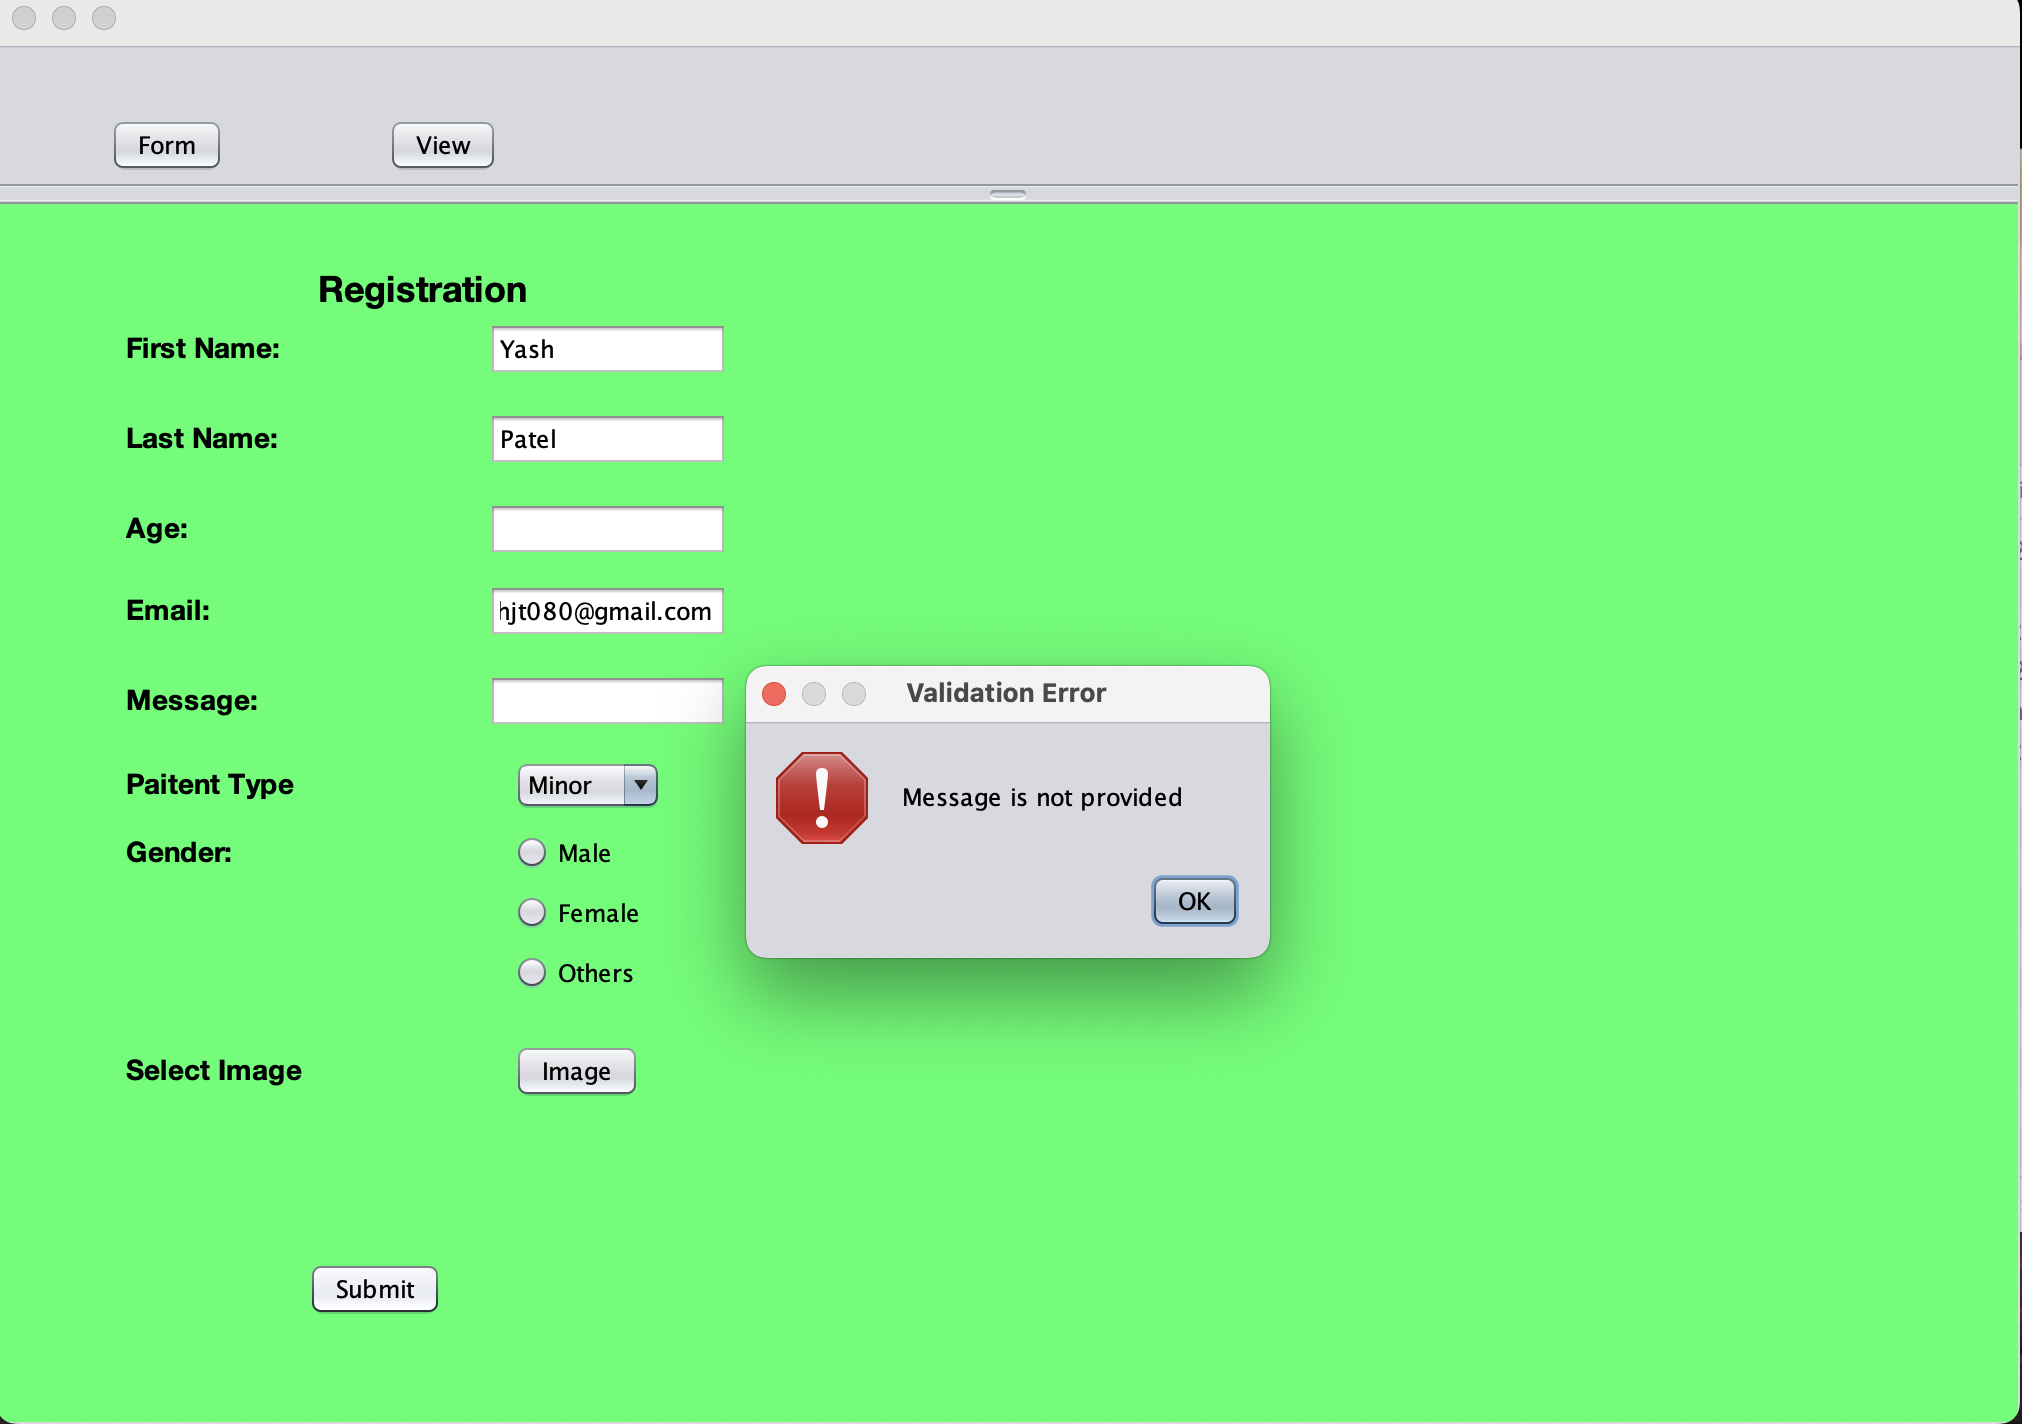 Form View
Registration
First Name: Yash
Last Name: Patel
Age:
Email: hjt080@gmail.com
Message:
Validation Error
Message is not provided
OK
Paitent Type Minor
Gender: Male
Female
Others
Select Image Image
Submit